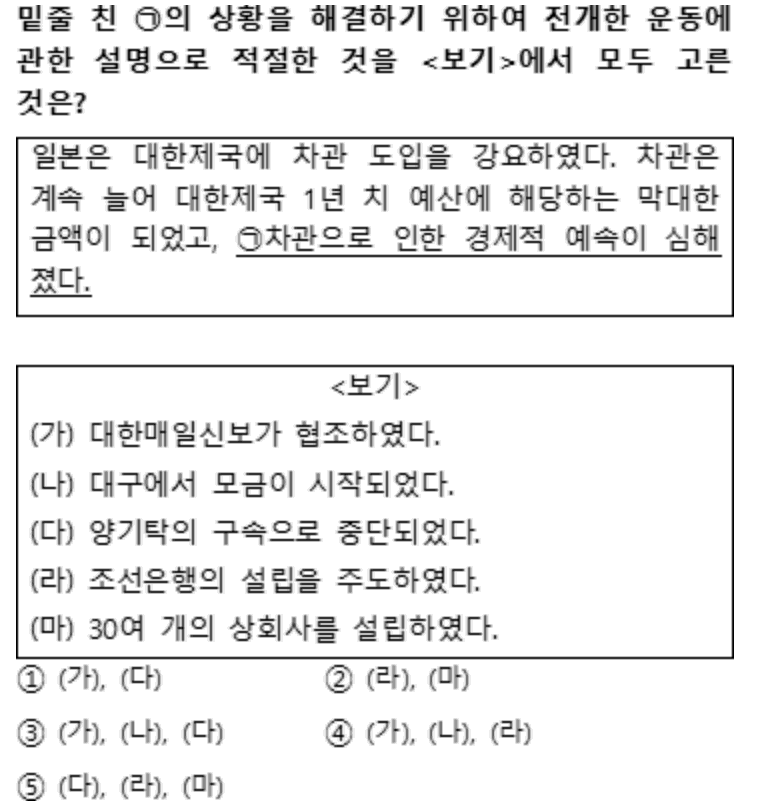 밑줄 친 ㉠의 상황을 해결하기 위하여 전개한 운동에
관한 설명으로 적절한 것을 <보기>에서 모두 고른
것은?
일본은 대한제국에 차관 도입을 강요하였다. 차관은
계속 늘어 대한제국 1년 치 예산에 해당하는 막대한
금액이 되었고, ㉠차관으로 인한 경제적 예속이 심해
졌다.
<보기>
(가) 대한매일신보가 협조하였다.
(나) 대구에서 모금이 시작되었다.
(다) 양기탁의 구속으로 중단되었다.
(라) 조선은행의 설립을 주도하였다.
(마) 30여 개의 상회사를 설립하였다.
① (가), (다) ② (라), (마)
③ (가), (나), (다) ④ (가), (나), (라)
⑤ (다), (라), (마)